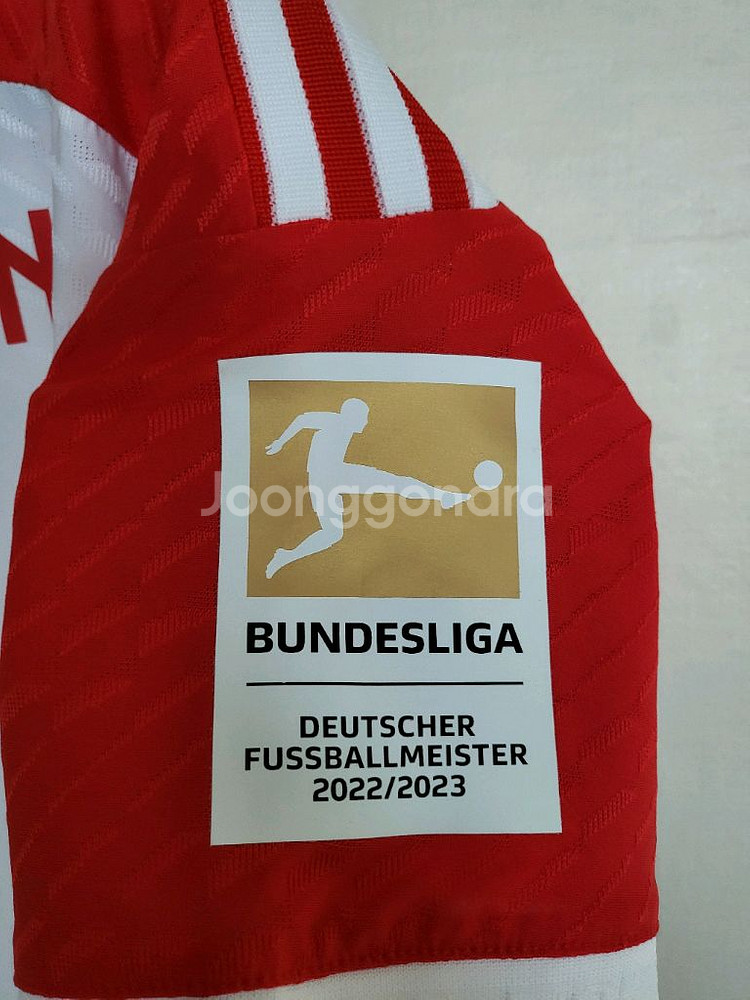 N
Joonggonara
BUNDESLIGA
DEUTSCHER
FUSSBALLMEISTER
2022/2023